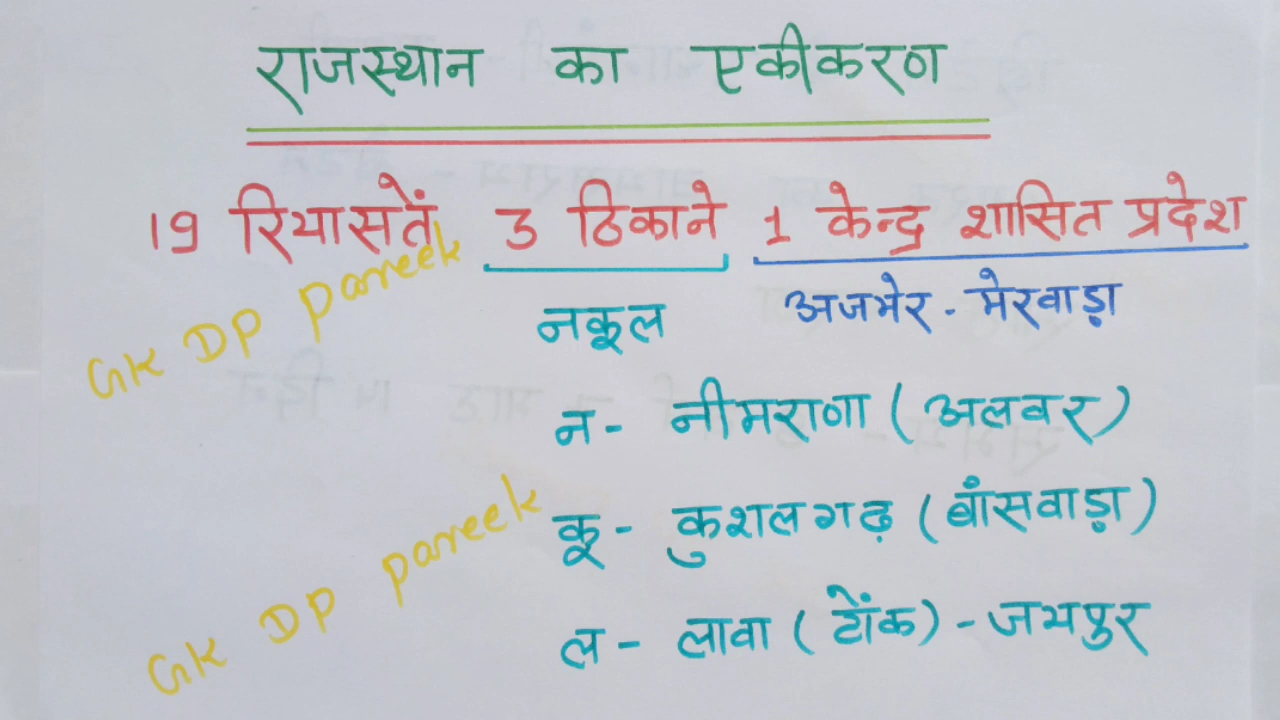 राजस्थान का एकीकरण
19 रियासतें 3 ठिकाने 1 केन्द्र शासित प्रदेश
नकूल अजमेर - मेरवाड़ा
न - नीमराणा ( अलवर )
कू - कुशलगढ़ ( बाँसवाड़ा )
ल - लावा ( टोंक ) - जयपुर
GK DP pareek
GK DP pareek